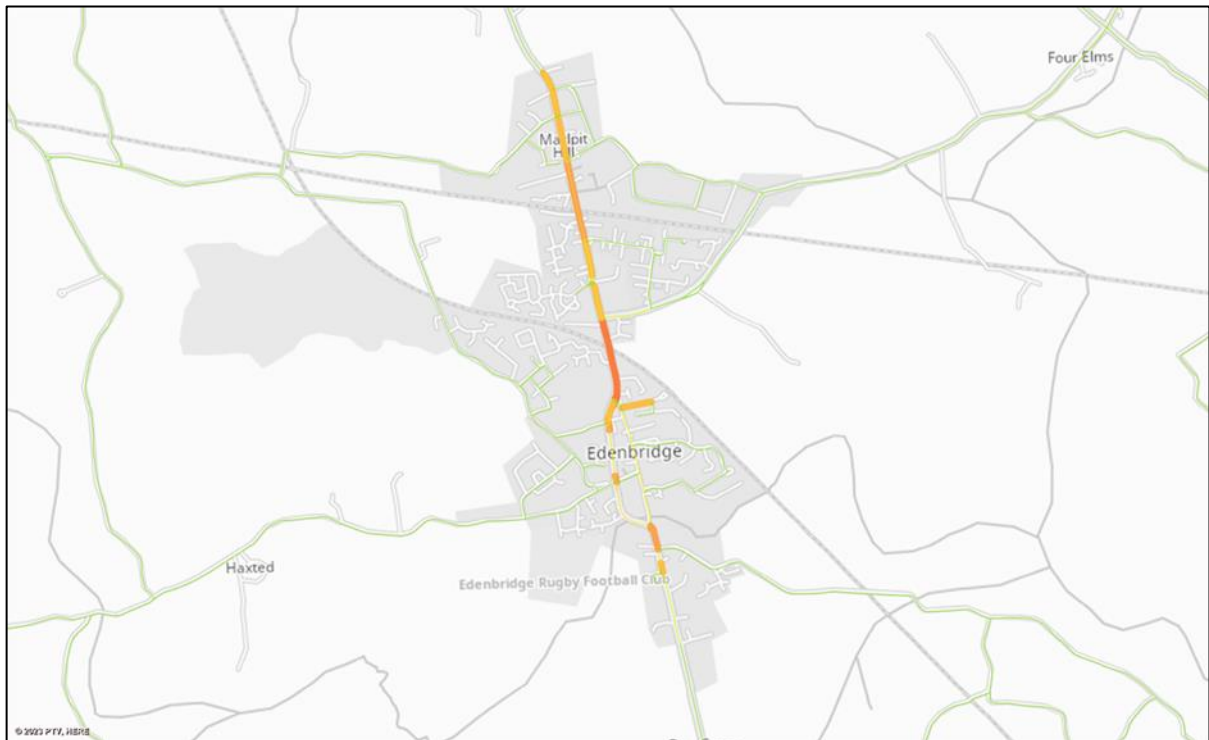 Four Elms
Marlpit
Hill
Edenbridge
Haxted
Edenbridge Rugby Football Club
© 2023 PTV, HERE